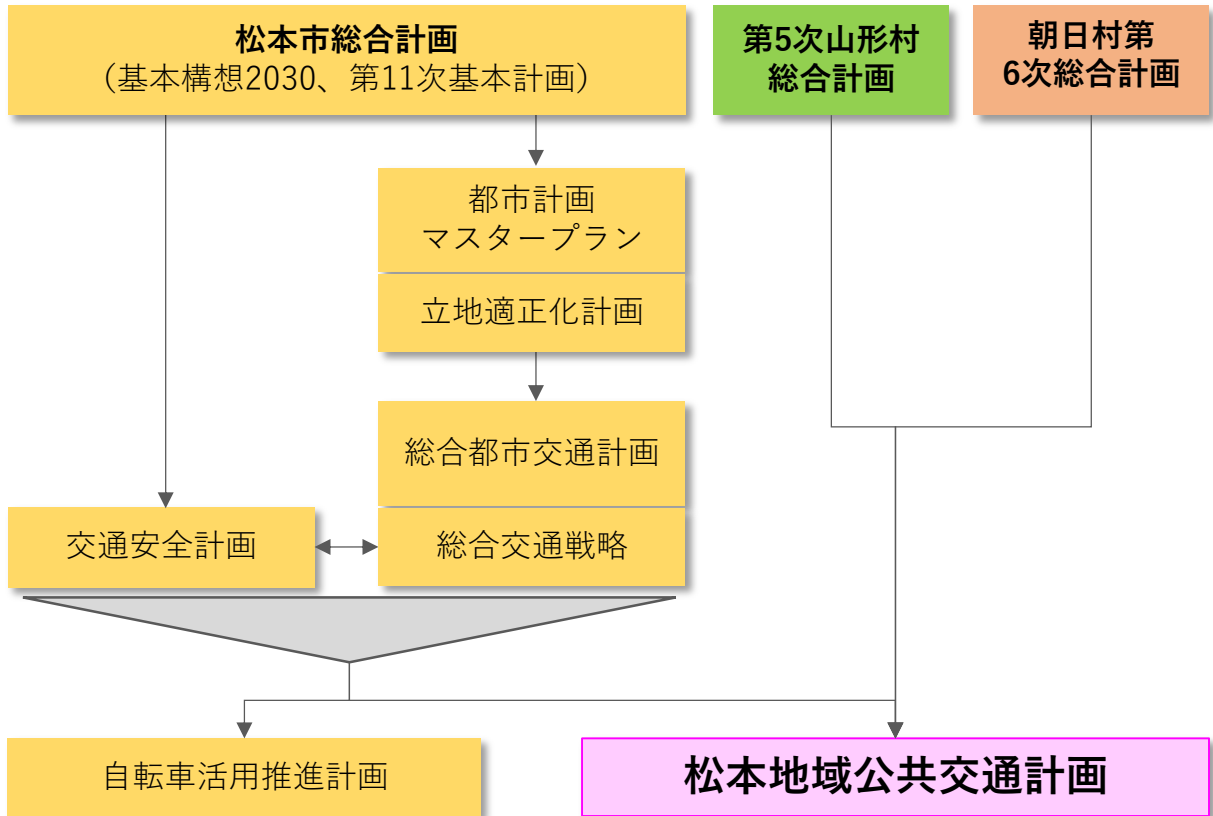 松本市総合計画
（基本構想2030、第11次基本計画）
第5次山形村
総合計画
朝日村第
6次総合計画
都市計画
マスタープラン
立地適正化計画
総合都市交通計画
交通安全計画
総合交通戦略
自転車活用推進計画
松本地域公共交通計画